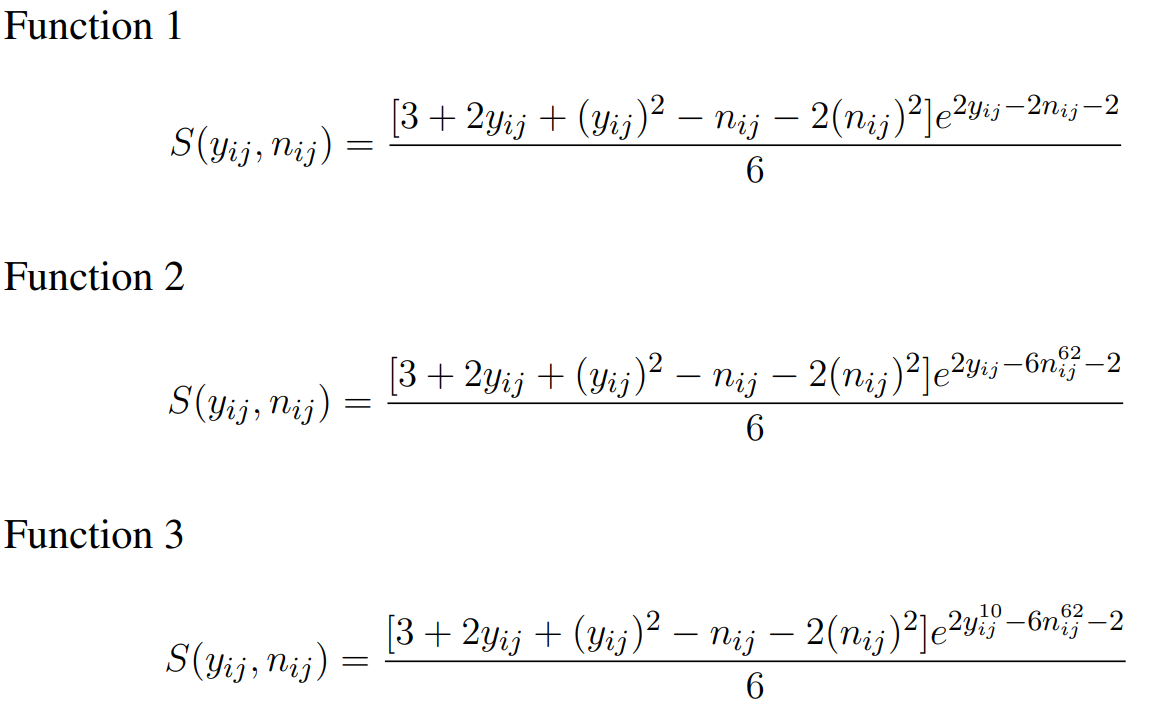 Function 1
S(y_{ij}, n_{ij}) = \frac{[3 + 2y_{ij} + (y_{ij})^2 - n_{ij} - 2(n_{ij})^2]e^{2y_{ij}-2n_{ij}-2}}{6}
Function 2
S(y_{ij}, n_{ij}) = \frac{[3 + 2y_{ij} + (y_{ij})^2 - n_{ij} - 2(n_{ij})^2]e^{2y_{ij}-6n_{ij}^{62}-2}}{6}
Function 3
S(y_{ij}, n_{ij}) = \frac{[3 + 2y_{ij} + (y_{ij})^2 - n_{ij} - 2(n_{ij})^2]e^{2y_{ij}^{10}-6n_{ij}^{62}-2}}{6}